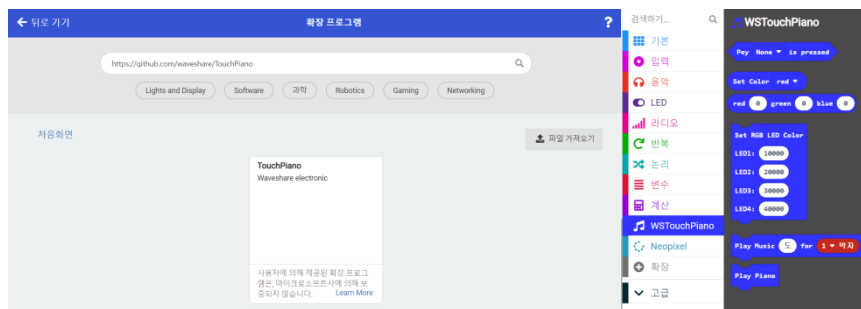 뒤로 가기
확장 프로그램
?
https://github.com/waveshare/TouchPiano
Lights and Display
Software
과학
Robotics
Gaming
Networking
처음화면
파일 가져오기
TouchPiano
Waveshare electronic
사용자에 의해 제공된 확장 프로그
램은, 마이크로소프트사에 의해 보
증되지 않습니다.
Learn More
검색하기...
기본
입력
음악
LED
라디오
반복
논리
변수
계산
WSTouchPiano
Neopixel
확장
고급
WSTouchPiano
Pey None is pressed
Set Color red
red 0 green 0 blue 0
Set RGB LED Color
LED1: 10000
LED2: 20000
LED3: 30000
LED4: 40000
Play Music 도 for 1 박자
Play Piano